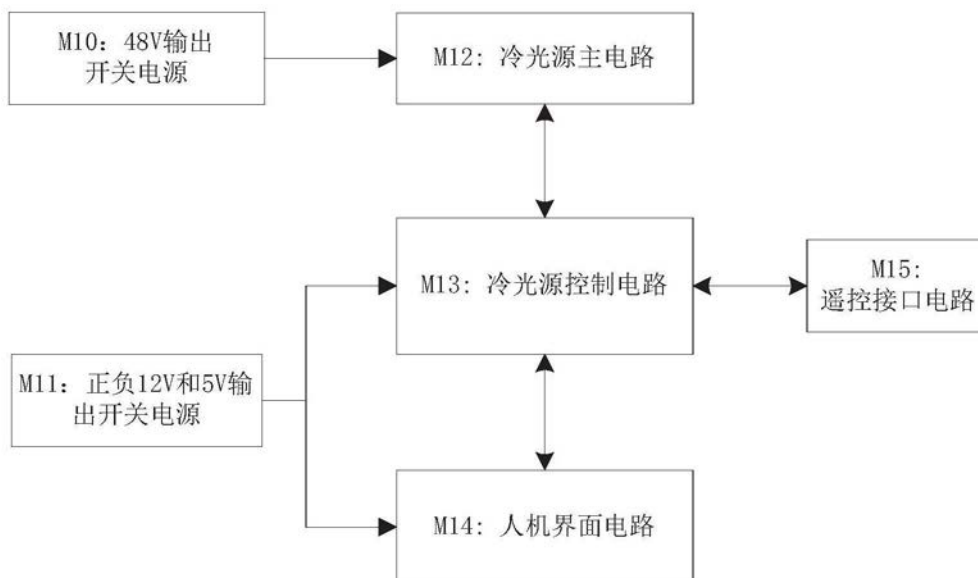 M10：48V输出
开关电源
M12：冷光源主电路
M13：冷光源控制电路
M15：
遥控接口电路
M11：正负12V和5V输
出开关电源
M14：人机界面电路